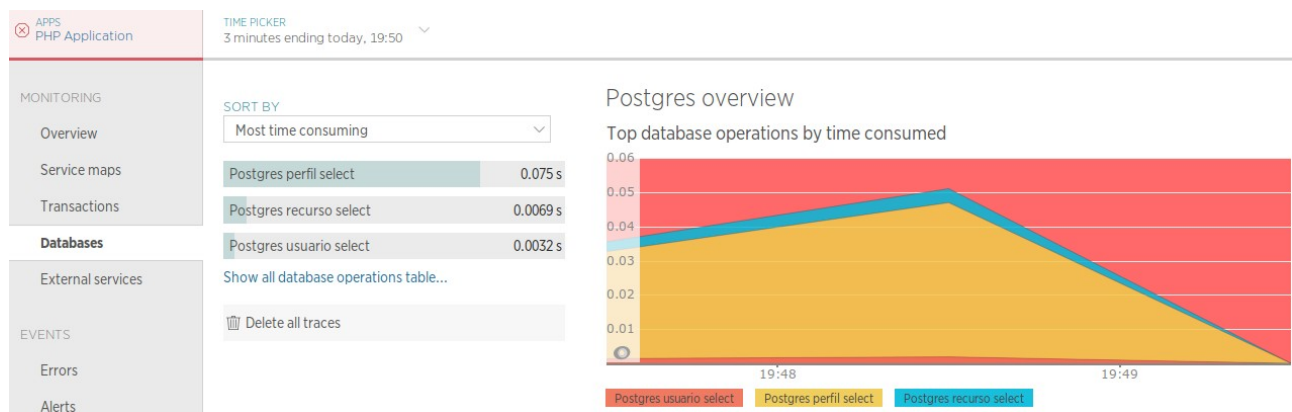 APPS
PHP Application
TIME PICKER
3 minutes ending today, 19:50
MONITORING
Overview
Service maps
Transactions
Databases
External services
EVENTS
Errors
Alerts
SORT BY
Most time consuming
Postgres perfil select 0.075 s
Postgres recurso select 0.0069 s
Postgres usuario select 0.0032 s
Show all database operations table...
Delete all traces
Postgres overview
Top database operations by time consumed
0.06
0.05
0.04
0.03
0.02
0.01
19:48 19:49
Postgres usuario select Postgres perfil select Postgres recurso select